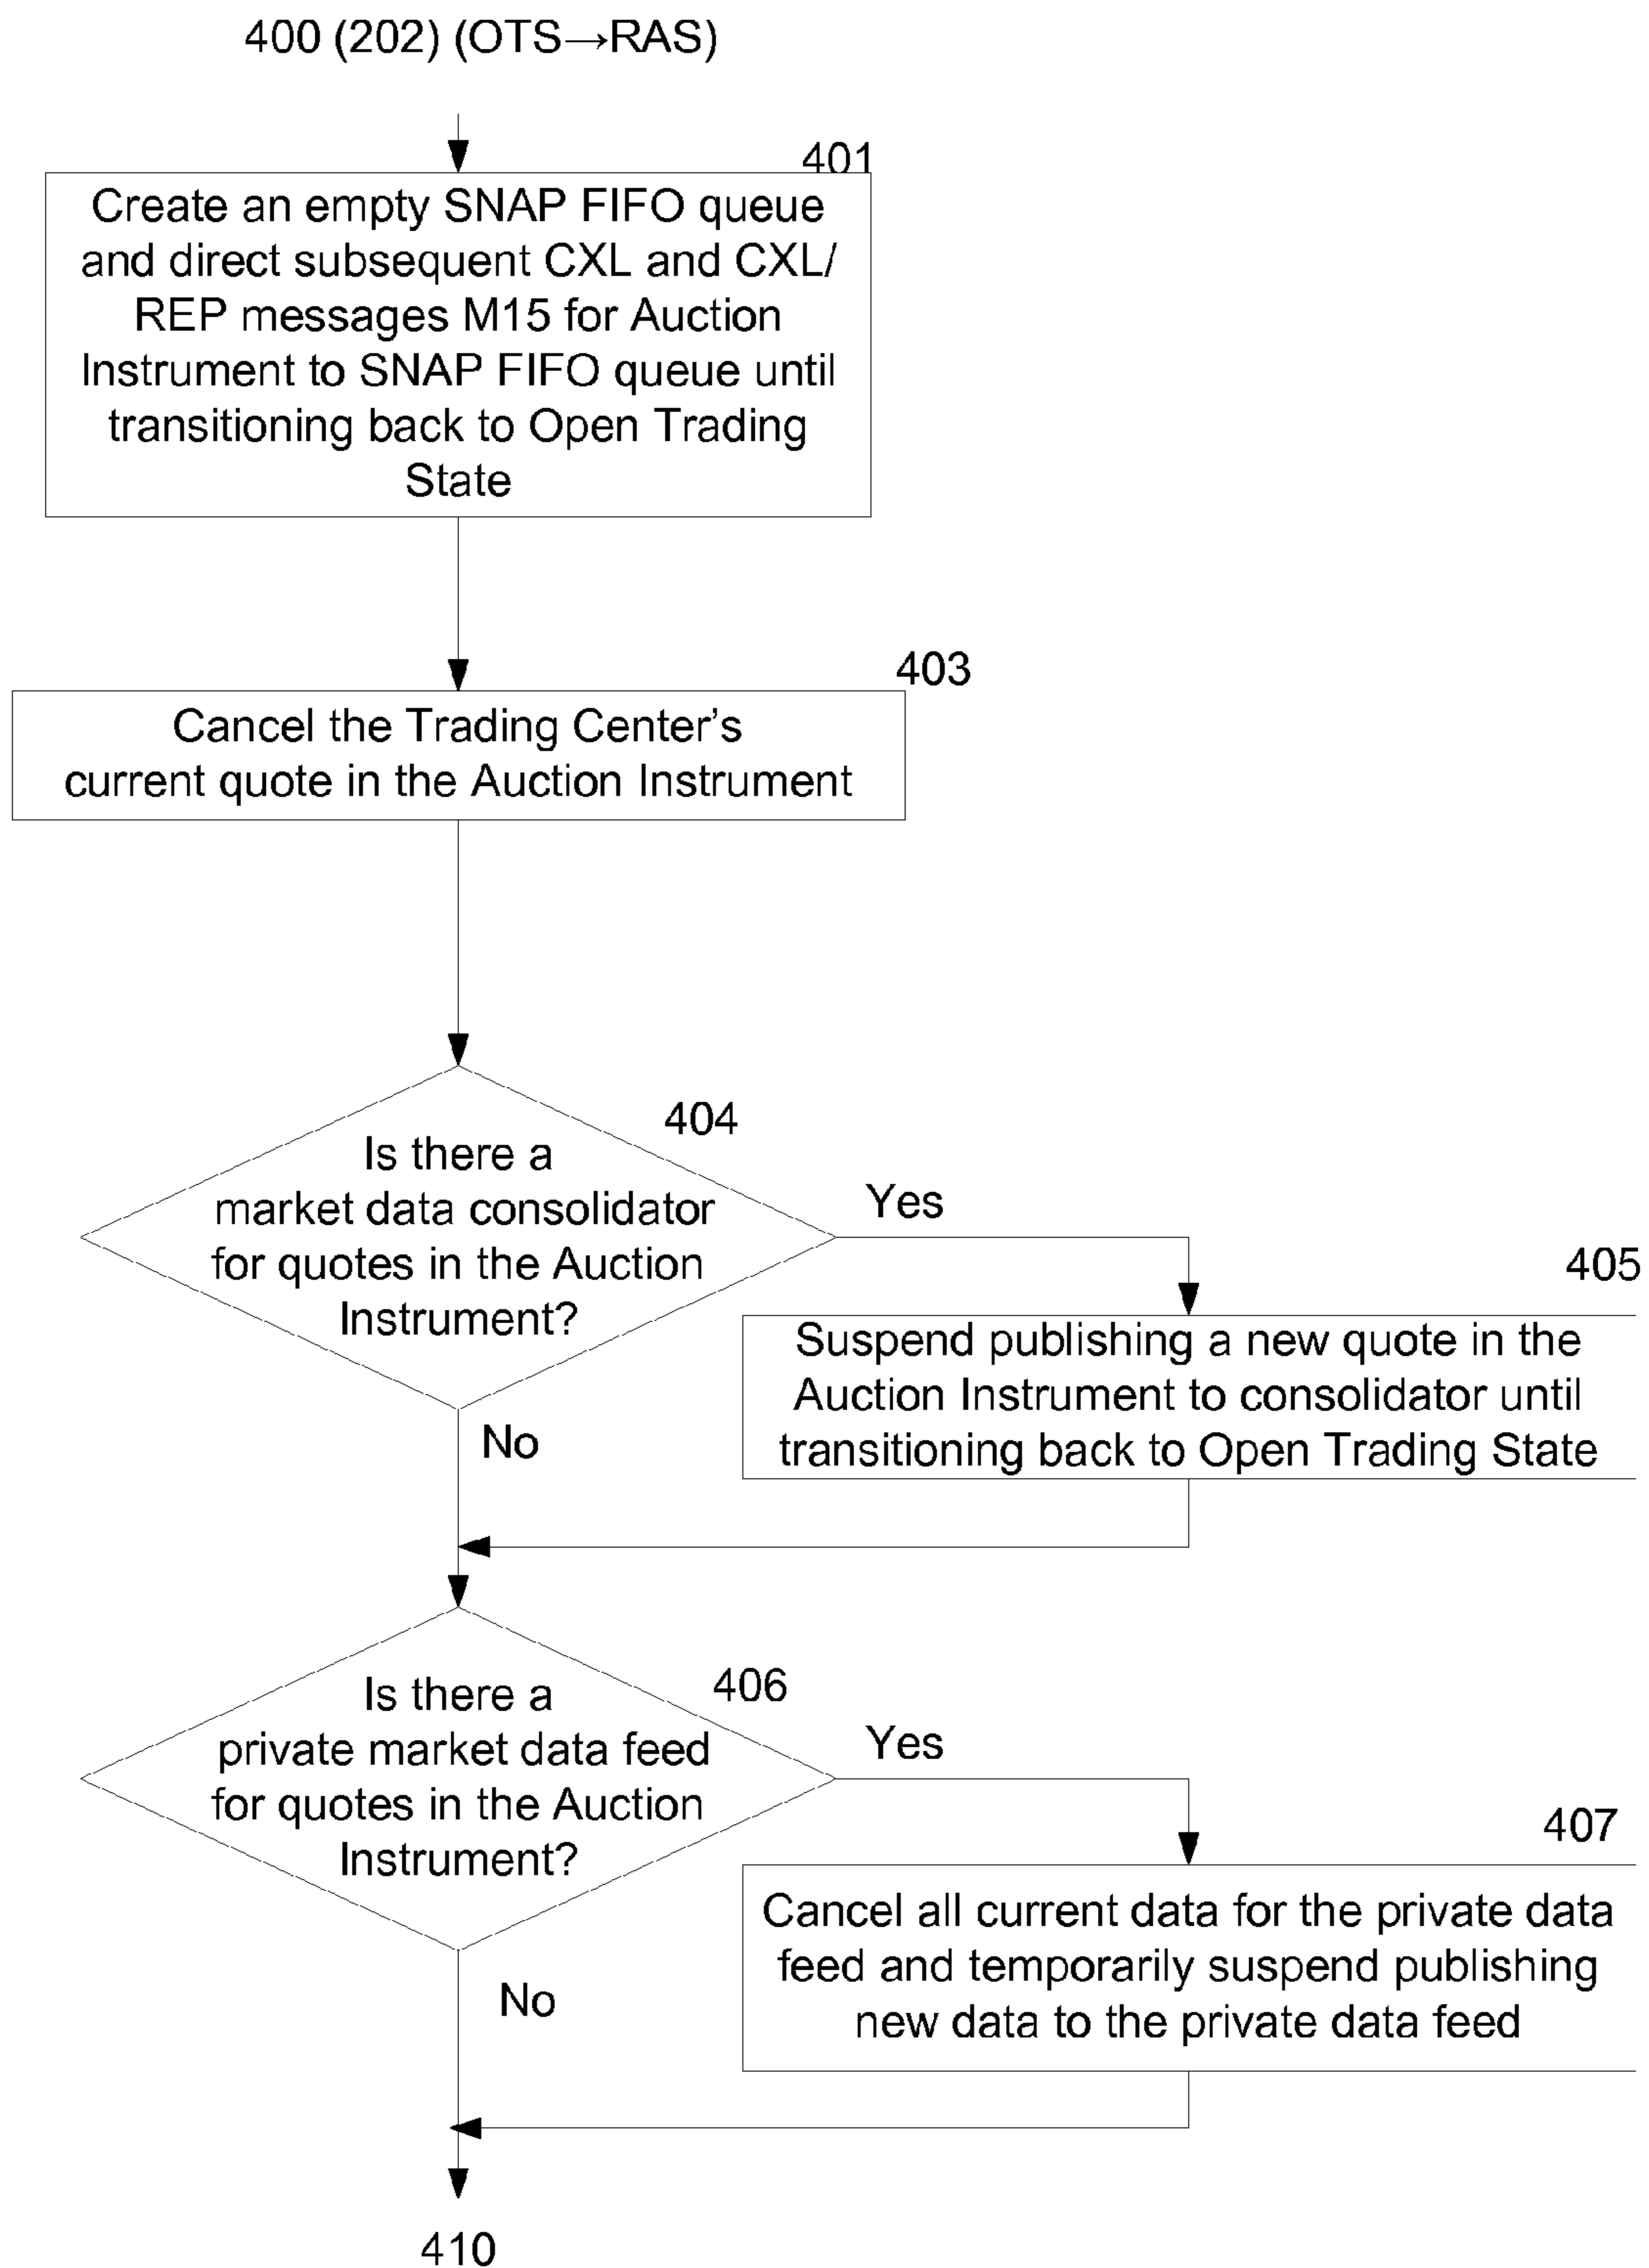 400 (202) (OTS→RAS)
401
Create an empty SNAP FIFO queue
and direct subsequent CXL and CXL/
REP messages M15 for Auction
Instrument to SNAP FIFO queue until
transitioning back to Open Trading
State
403
Cancel the Trading Center’s
current quote in the Auction Instrument
404
Is there a
market data consolidator
for quotes in the Auction
Instrument?
Yes
No
405
Suspend publishing a new quote in the
Auction Instrument to consolidator until
transitioning back to Open Trading State
406
Is there a
private market data feed
for quotes in the Auction
Instrument?
Yes
No
407
Cancel all current data for the private data
feed and temporarily suspend publishing
new data to the private data feed
410